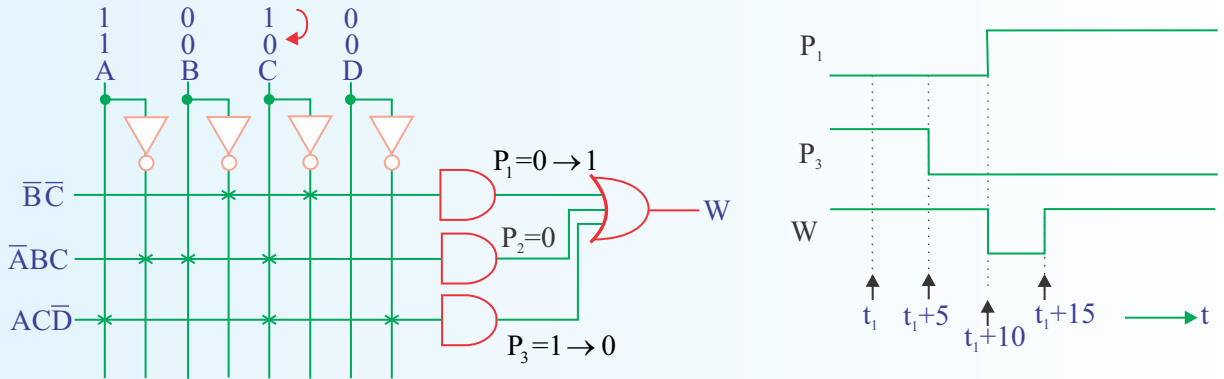 1 0 1 0
1 0 0 0
A B C D
B̅C̅
A̅BC
ACD̅
P₁=0 → 1
P₂=0
P₃=1 → 0
W
P₁
P₃
W
t₁
t₁+5
t₁+10
t₁+15
t